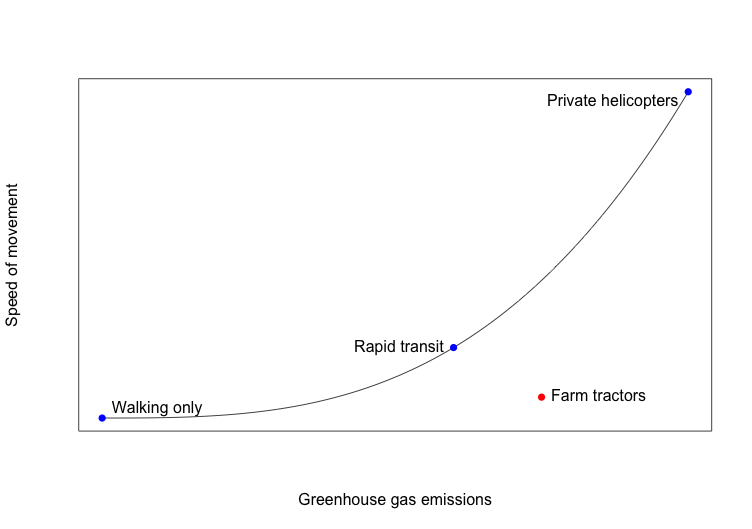 Private helicopters
Speed of movement
Rapid transit
Farm tractors
Walking only
Greenhouse gas emissions